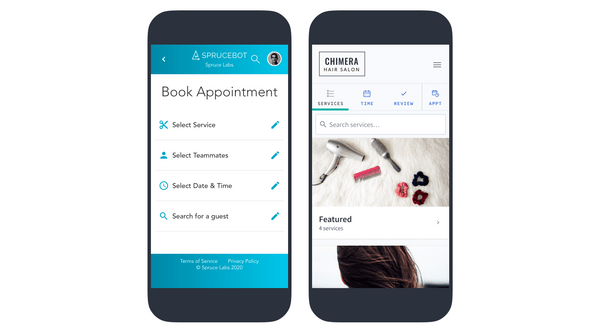 SPRUCEBOT
Spruce Labs
Book Appointment
Select Service
Select Teammates
Select Date & Time
Search for a guest
Terms of Service Privacy Policy
© Spruce Labs 2020
CHIMERA
HAIR SALON
SERVICES TIME REVIEW APPT
Search services...
Featured
4 services